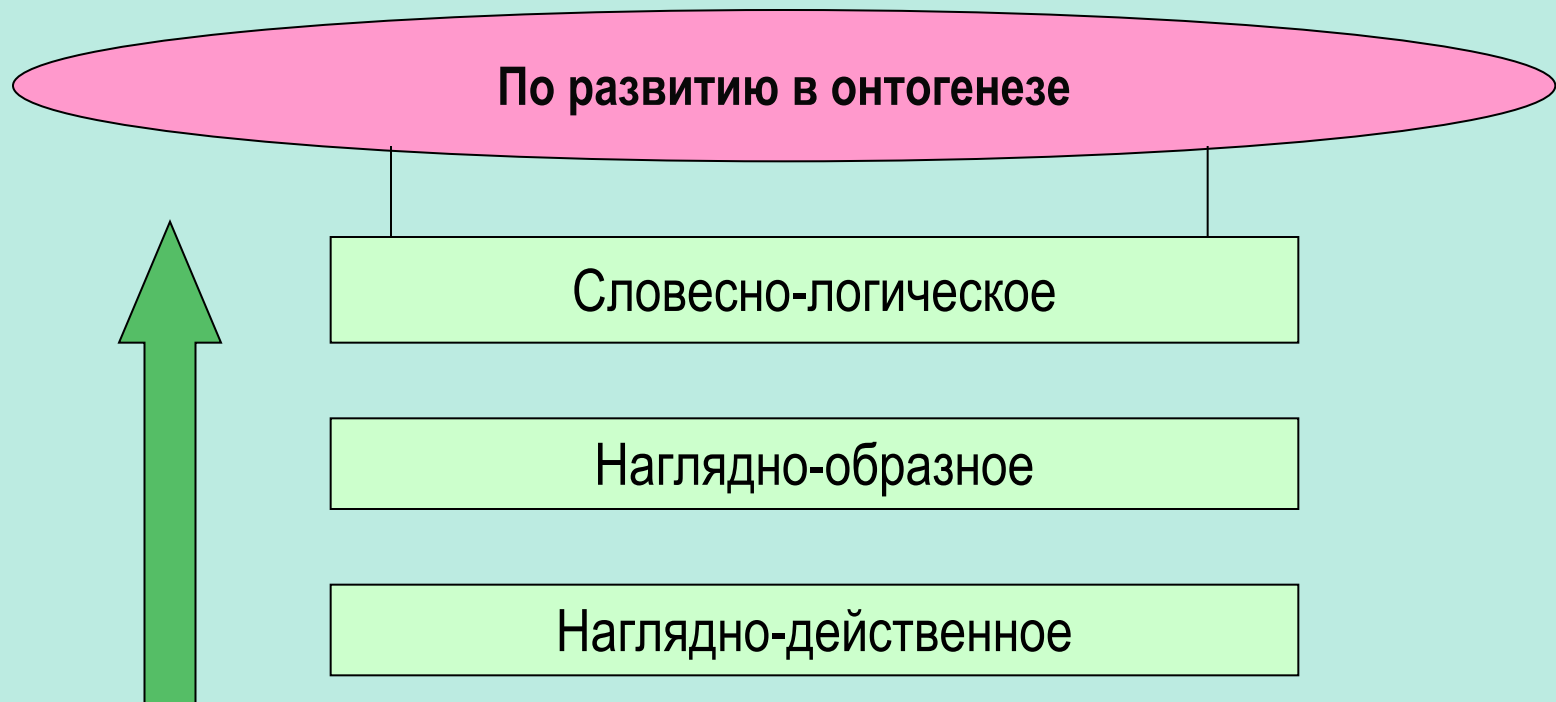 По развитию в онтогенезе
Словесно-логическое
Наглядно-образное
Наглядно-действенное